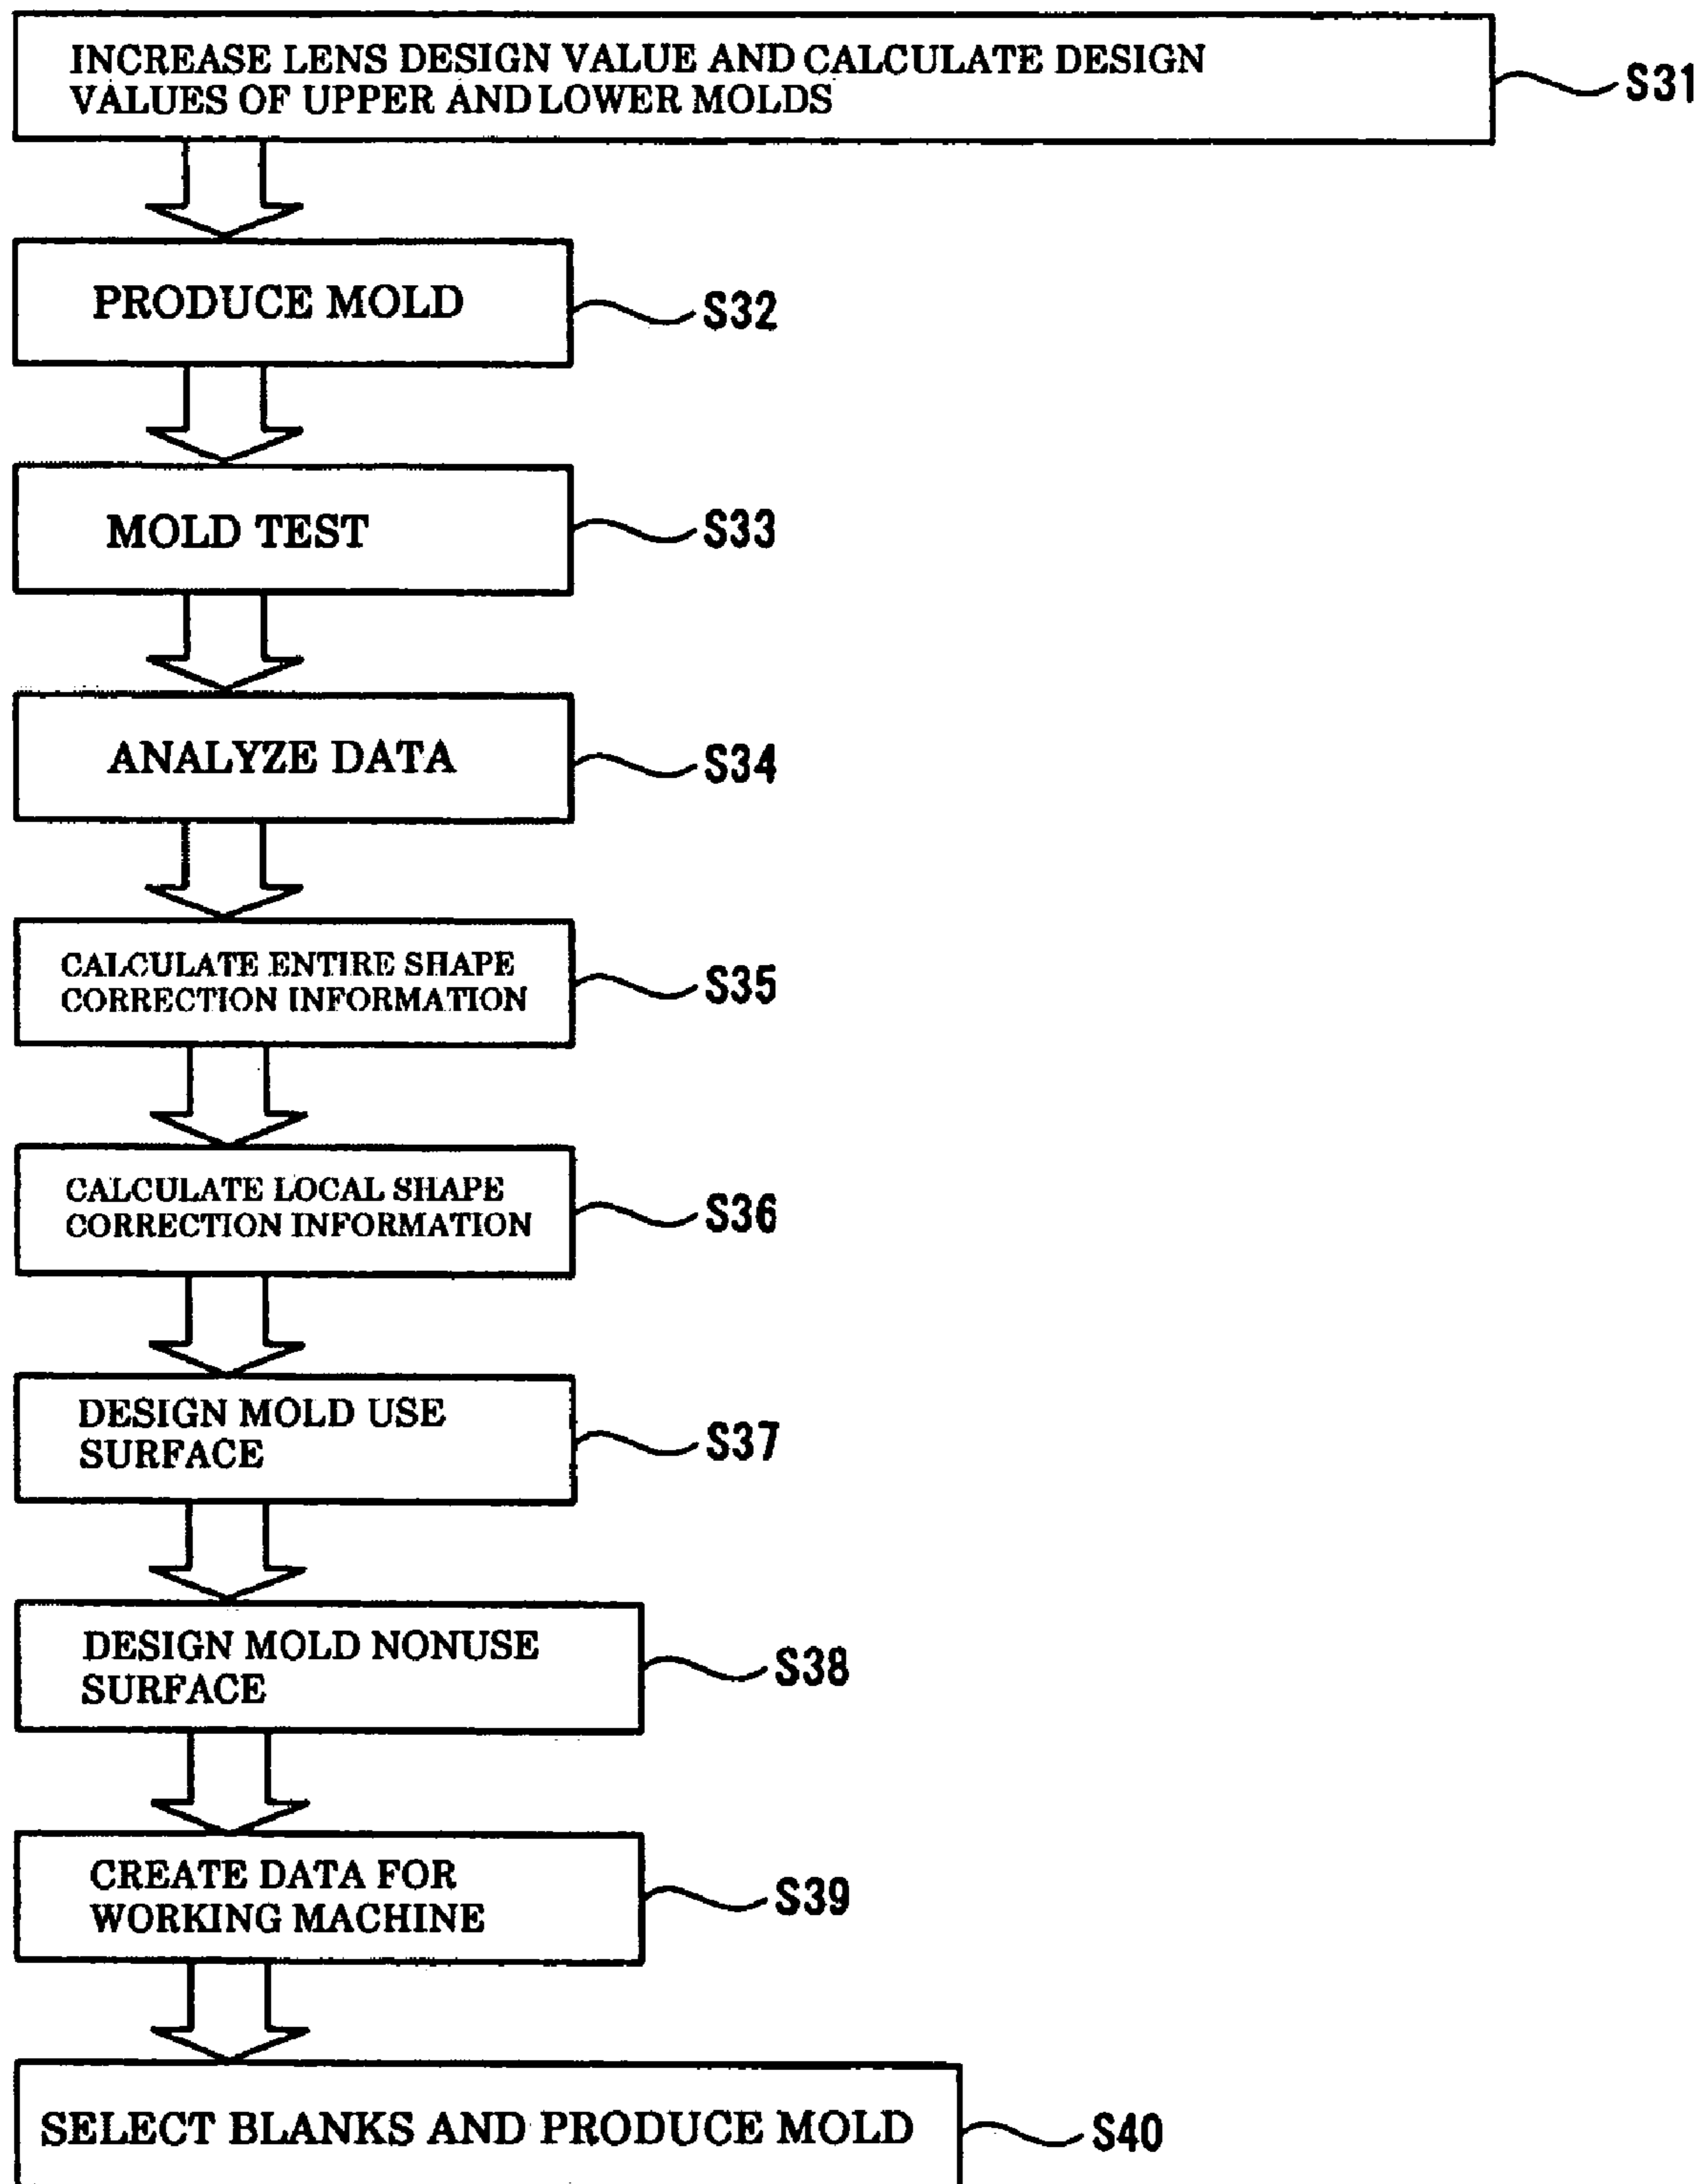 INCREASE LENS DESIGN VALUE AND CALCULATE DESIGN
VALUES OF UPPER AND LOWER MOLDS
S31
PRODUCE MOLD
S32
MOLD TEST
S33
ANALYZE DATA
S34
CALCULATE ENTIRE SHAPE
CORRECTION INFORMATION
S35
CALCULATE LOCAL SHAPE
CORRECTION INFORMATION
S36
DESIGN MOLD USE
SURFACE
S37
DESIGN MOLD NONUSE
SURFACE
S38
CREATE DATA FOR
WORKING MACHINE
S39
SELECT BLANKS AND PRODUCE MOLD
S40